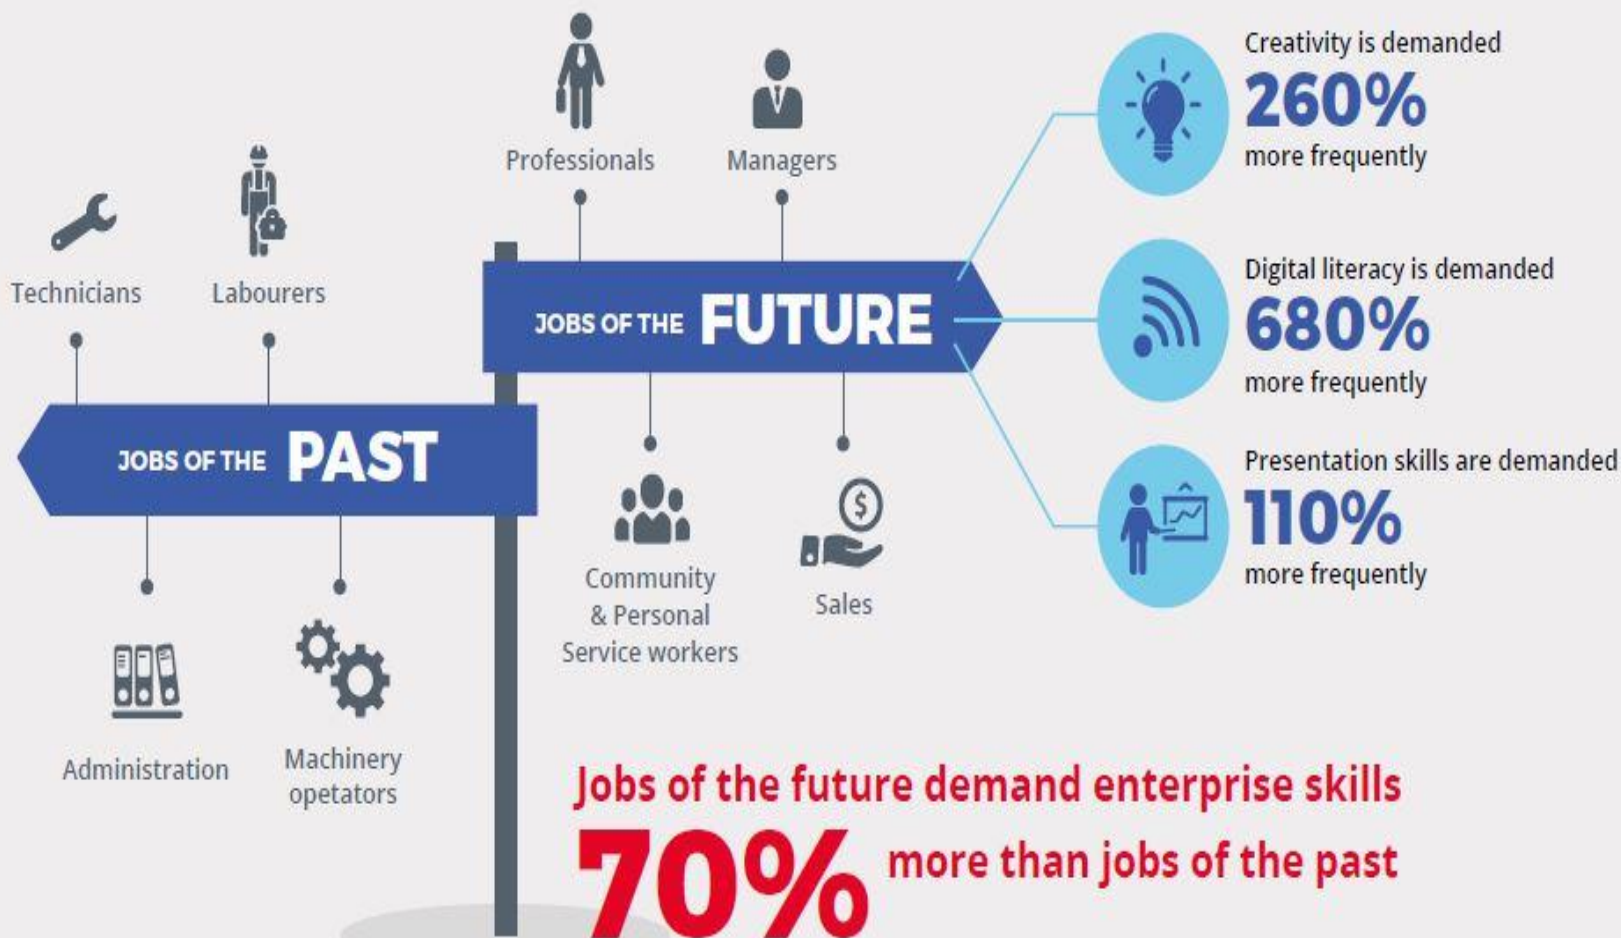 Technicians
Labourers
JOBS OF THE PAST
Administration
Machinery
opetators
Professionals
Managers
JOBS OF THE FUTURE
Community
& Personal
Service workers
Sales
$
Creativity is demanded
260%
more frequently
Digital literacy is demanded
680%
more frequently
Presentation skills are demanded
110%
more frequently
Jobs of the future demand enterprise skills
70% more than jobs of the past